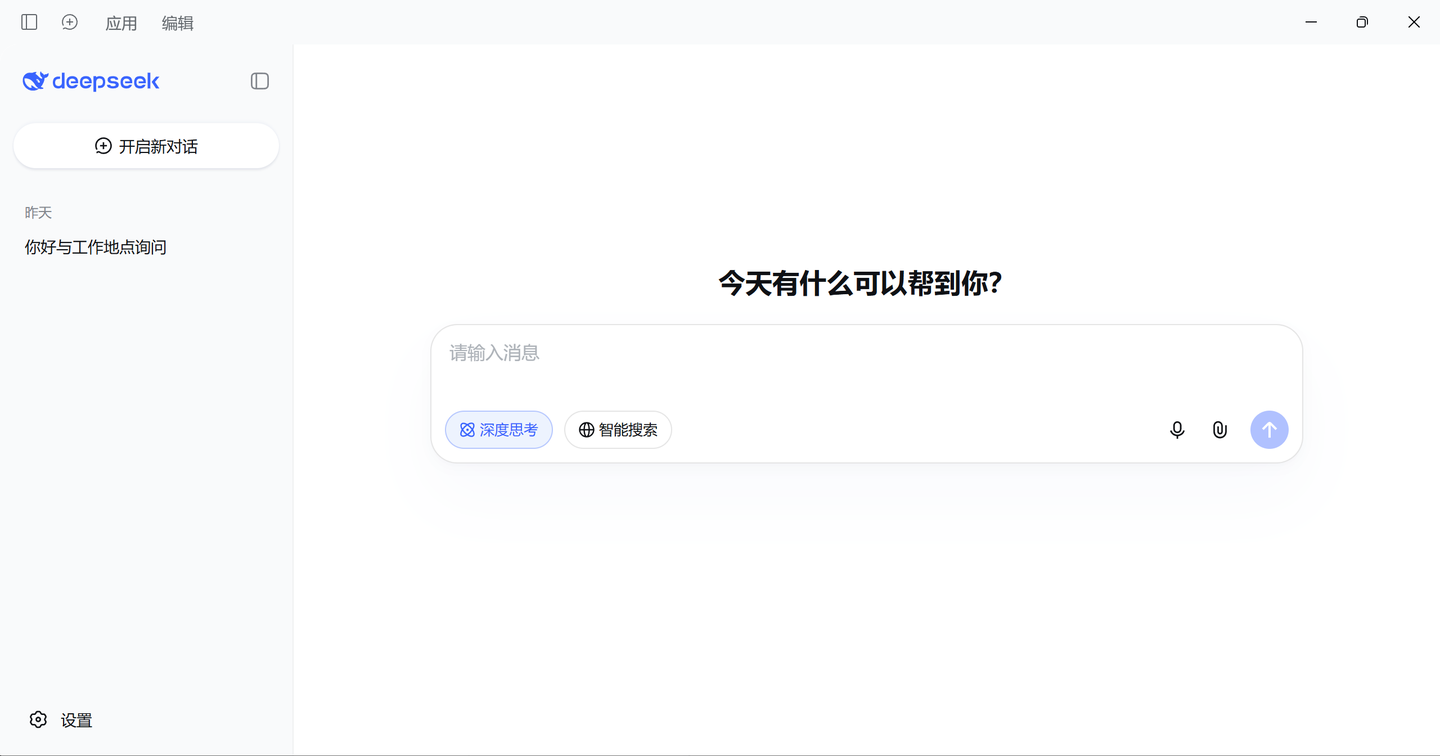 应用 编辑
deepseek
开启新对话
昨天
你好与工作地点询问
今天有什么可以帮到你?
请输入消息
深度思考 智能搜索
设置